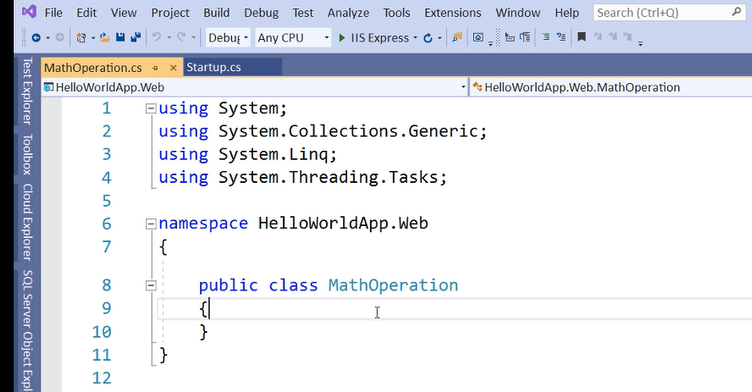 File Edit View Project Build Debug Test Analyze Tools Extensions Window Help Search (Ctrl+Q)
Any CPU IIS Express
MathOperation.cs Startup.cs
HelloWorldApp.Web HelloWorldApp.Web.MathOperation
1 using System;
2 using System.Collections.Generic;
3 using System.Linq;
4 using System.Threading.Tasks;
5
6 namespace HelloWorldApp.Web
7 {
8 public class MathOperation
9 {
10 }
11 }
12
Test Explorer
Toolbox
Cloud Explorer
SQL Server Object Expl